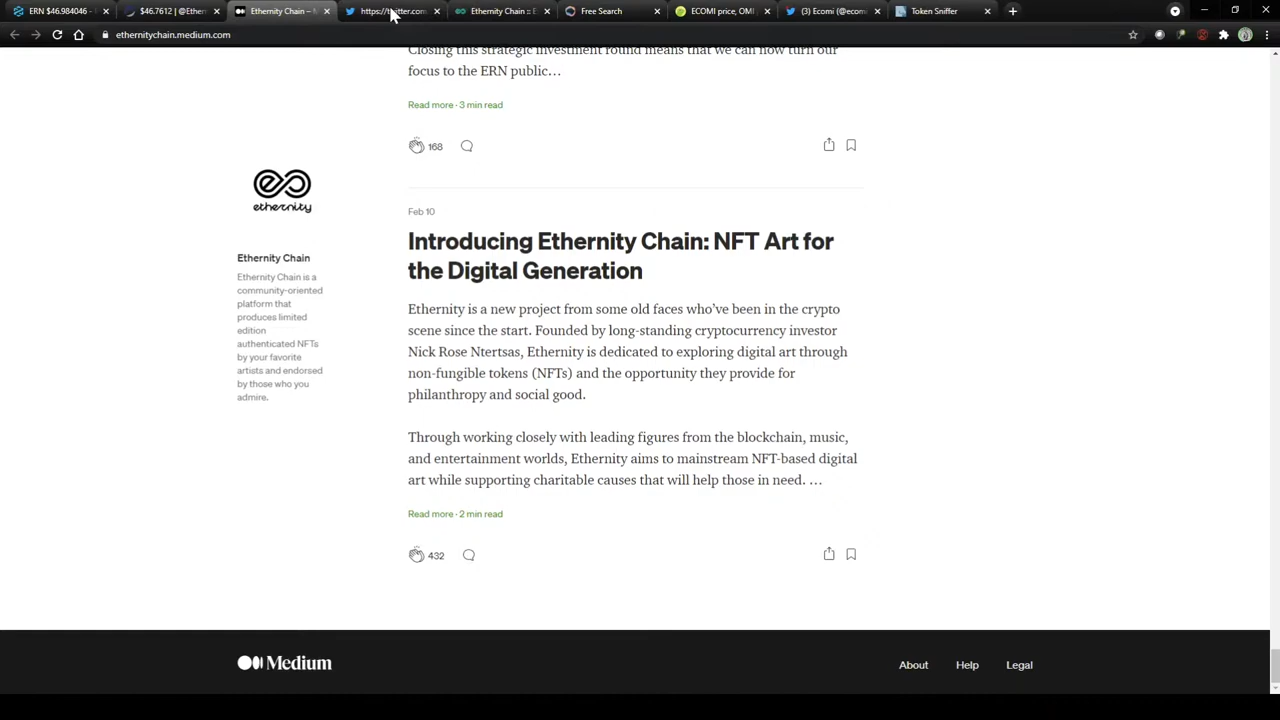 ERN $46.984046 -
$46.7612 | @Ethern
Ethernity Chain – M
https://twitter.com
Ethernity Chain :: E
Free Search
ECOMI price, OMI
(3) Ecomi (@ecomi
Token Sniffer
ethernitychain.medium.com
Closing this strategic investment round means that we can now turn our
focus to the ERN public…
Read more · 3 min read
168
ethernity
Ethernity Chain
Ethernity Chain is a
community-oriented
platform that
produces limited
edition
authenticated NFTs
by your favorite
artists and endorsed
by those who you
admire.
Feb 10
Introducing Ethernity Chain: NFT Art for
the Digital Generation
Ethernity is a new project from some old faces who’ve been in the crypto
scene since the start. Founded by long-standing cryptocurrency investor
Nick Rose Ntertsas, Ethernity is dedicated to exploring digital art through
non-fungible tokens (NFTs) and the opportunity they provide for
philanthropy and social good.
Through working closely with leading figures from the blockchain, music,
and entertainment worlds, Ethernity aims to mainstream NFT-based digital
art while supporting charitable causes that will help those in need. …
Read more · 2 min read
432
Medium
About
Help
Legal